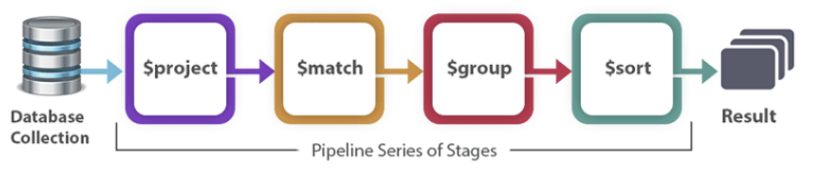 $project
$match
$group
$sort
Database
Collection
Result
Pipeline Series of Stages